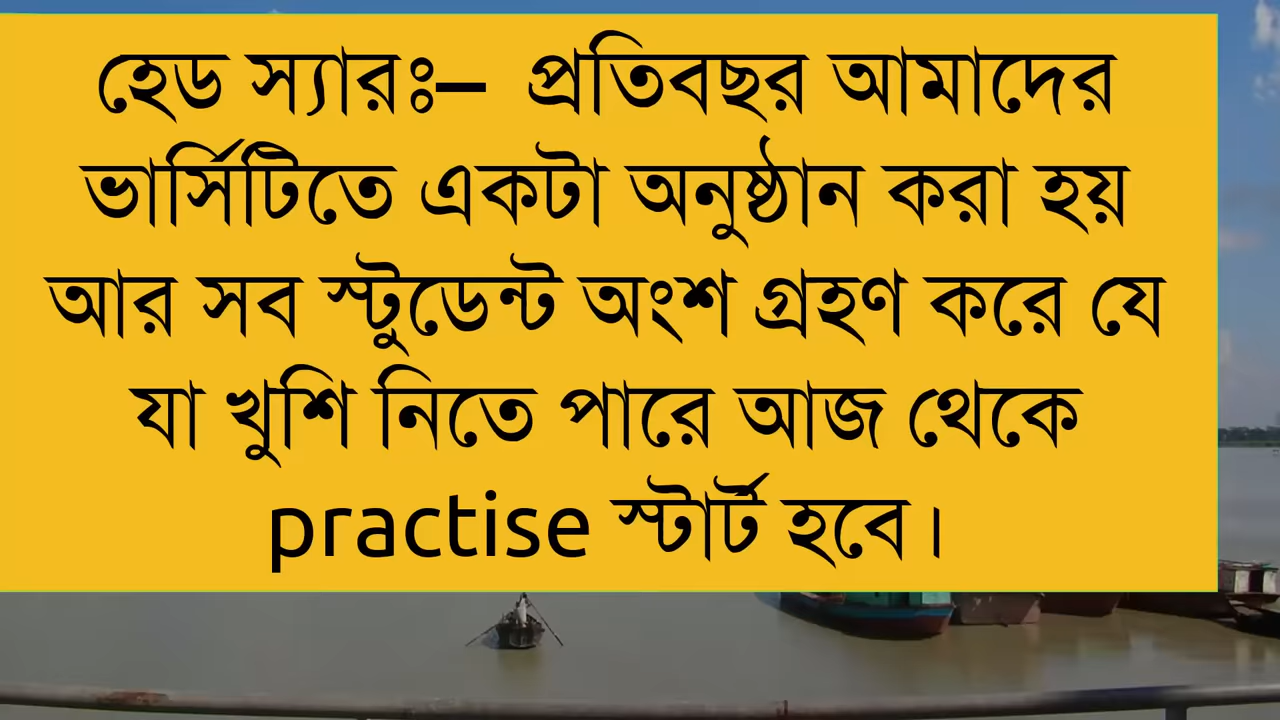 হেড স্যারঃ– প্রতিবছর আমাদের
ভার্সিটিতে একটা অনুষ্ঠান করা হয়
আর সব স্টুডেন্ট অংশ গ্রহণ করে যে
যা খুশি নিতে পারে আজ থেকে
practise স্টার্ট হবে।